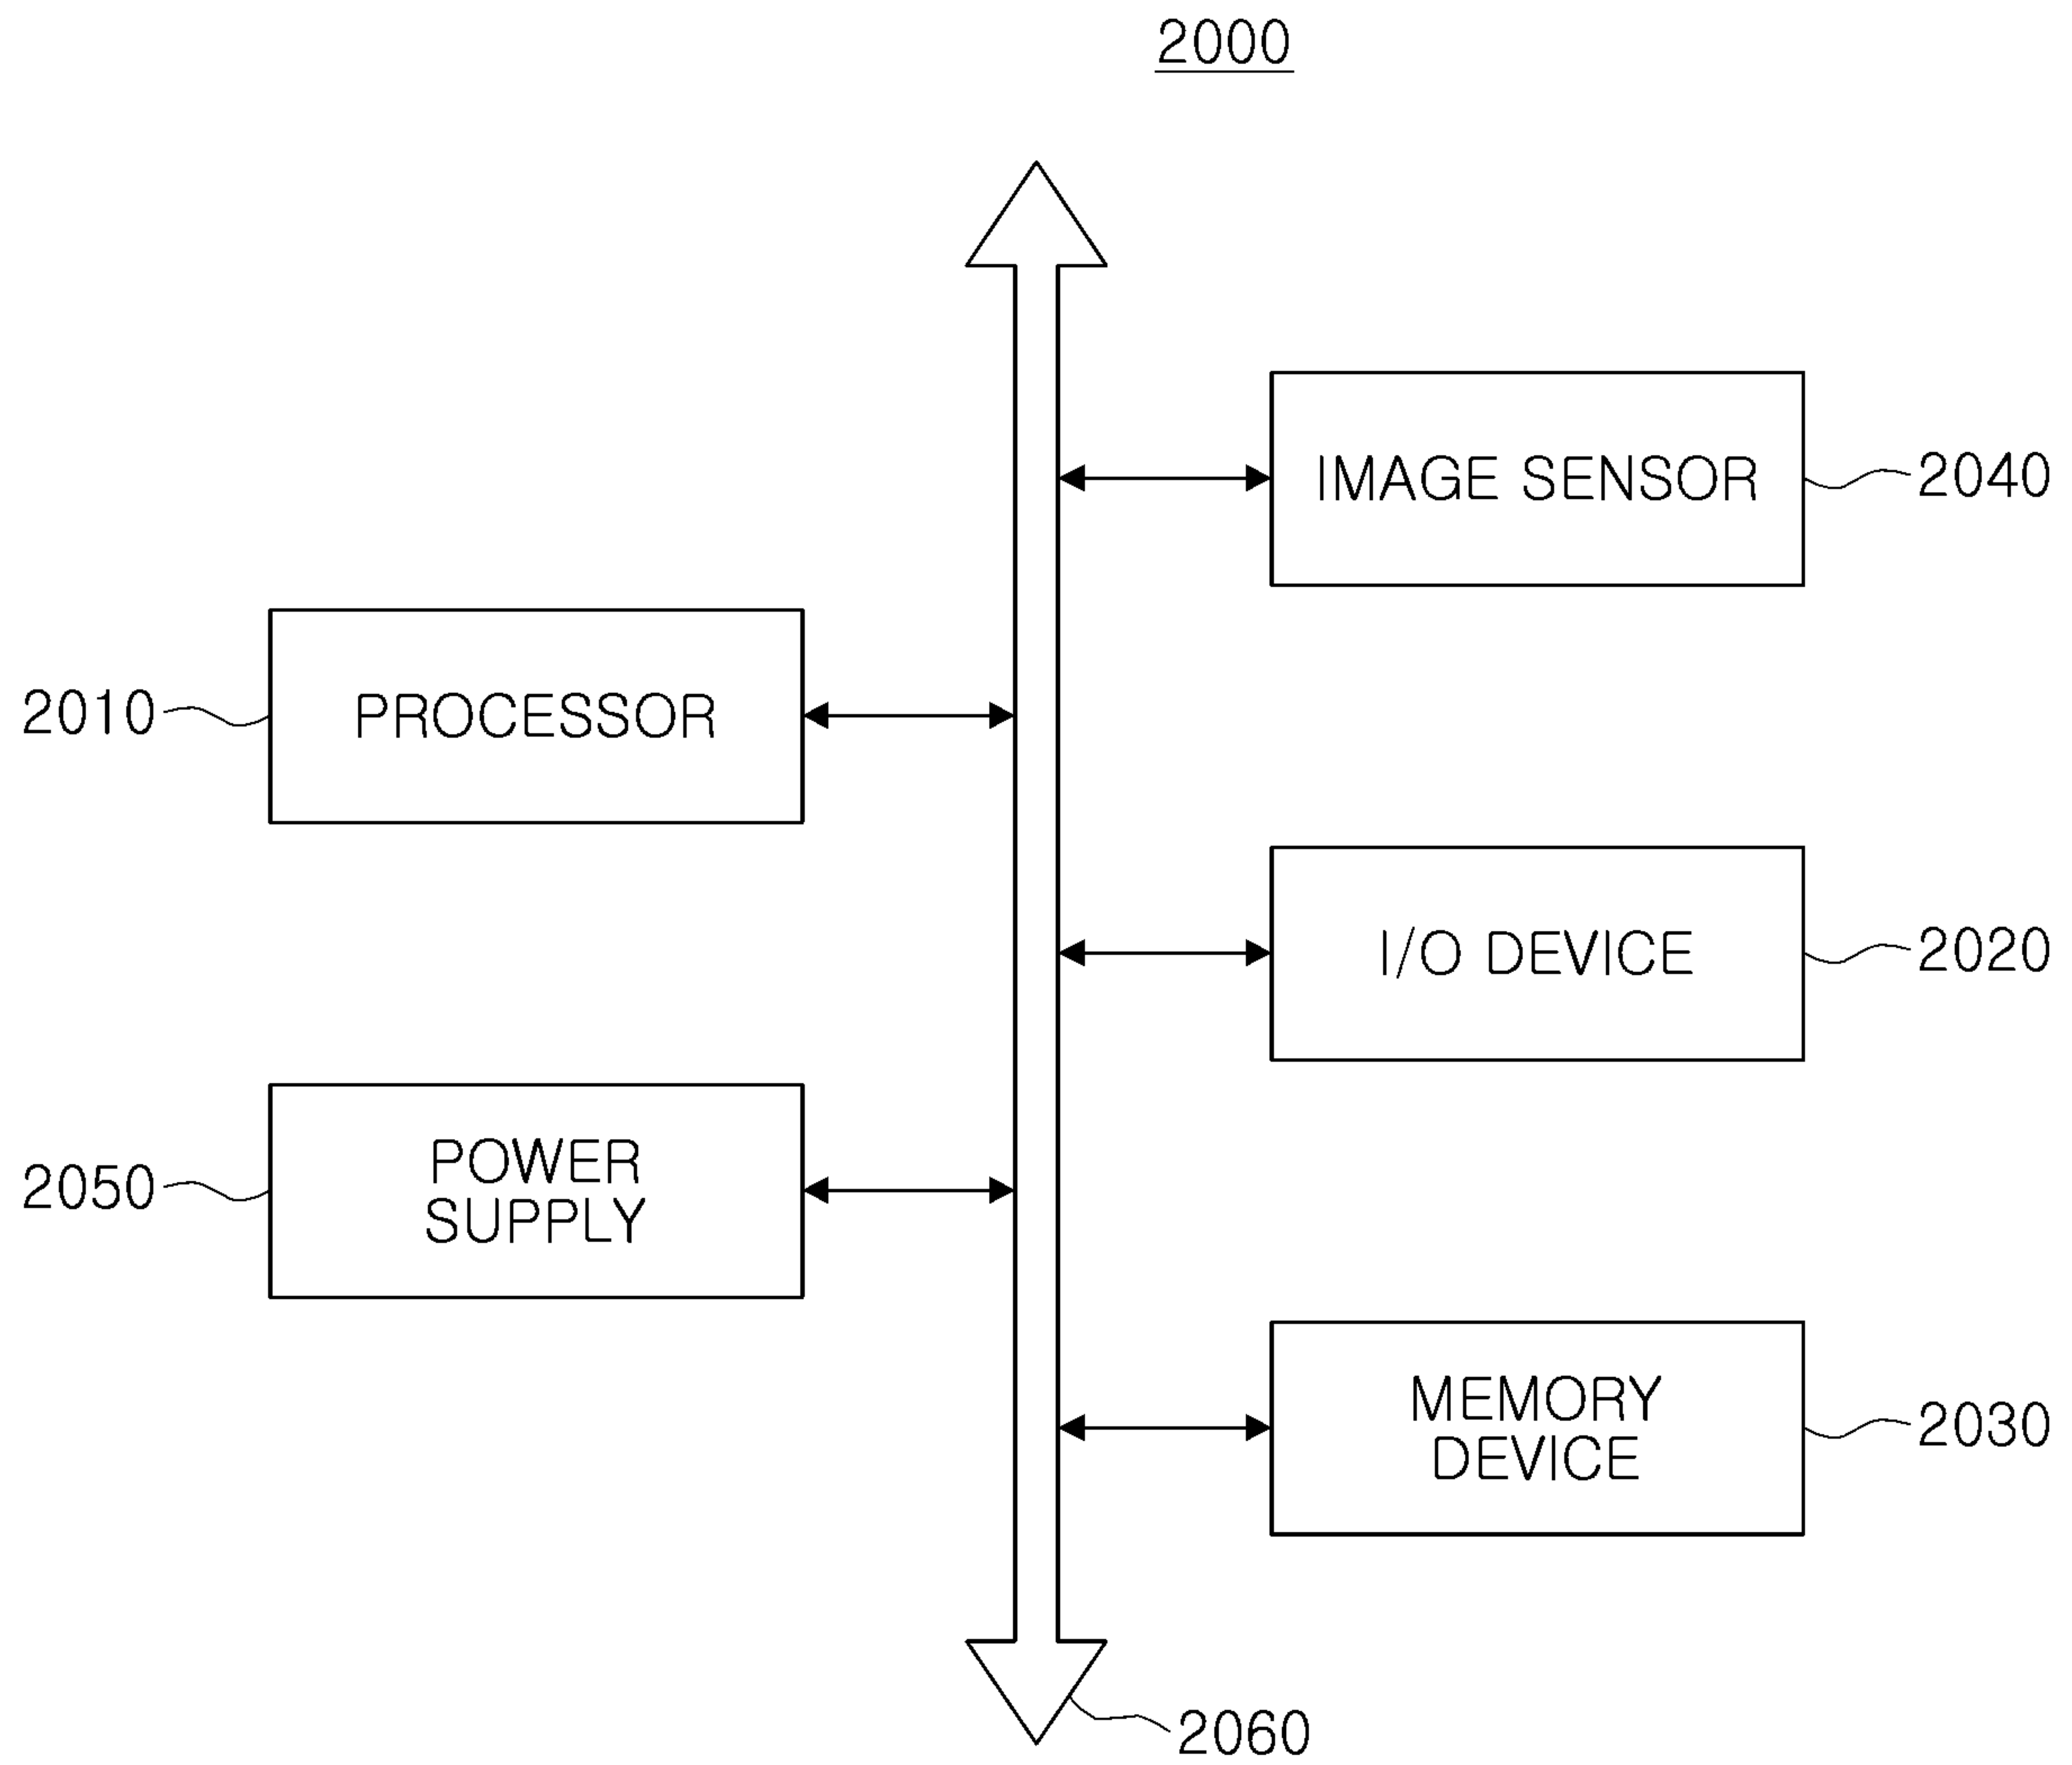 2000
IMAGE SENSOR
2040
2010
PROCESSOR
I/O DEVICE
2020
2050
POWER
SUPPLY
MEMORY
DEVICE
2030
2060